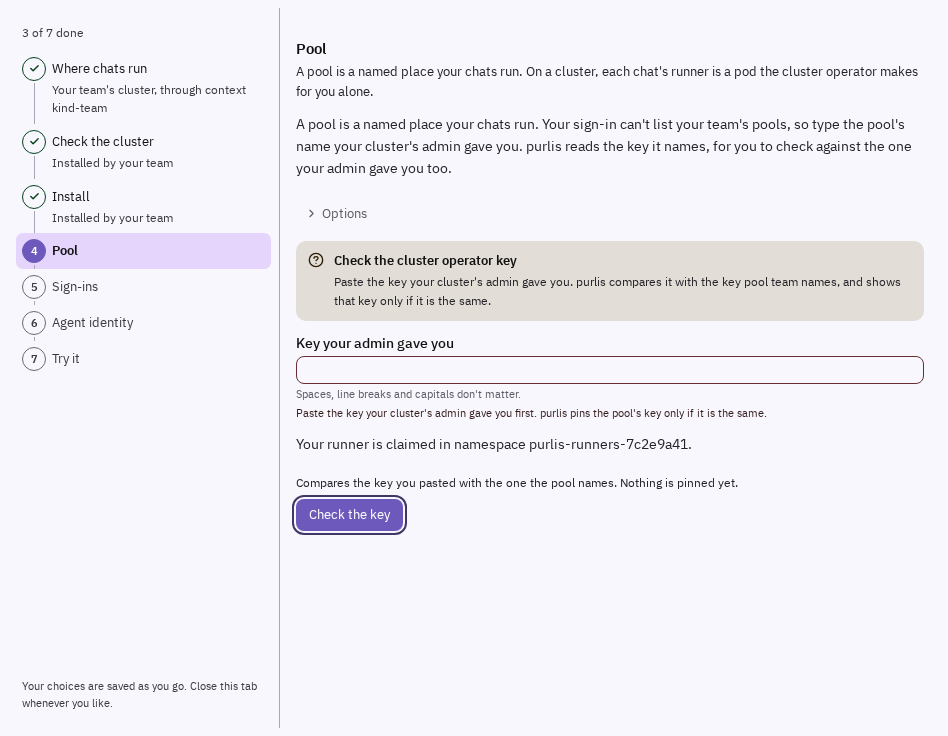 3 of 7 done
Where chats run
Your team's cluster, through context
kind-team
Check the cluster
Installed by your team
Install
Installed by your team
4 Pool
5 Sign-ins
6 Agent identity
7 Try it
Your choices are saved as you go. Close this tab
whenever you like.
Pool
A pool is a named place your chats run. On a cluster, each chat's runner is a pod the cluster operator makes
for you alone.
A pool is a named place your chats run. Your sign-in can't list your team's pools, so type the pool's
name your cluster's admin gave you. purlis reads the key it names, for you to check against the one
your admin gave you too.
Options
Check the cluster operator key
Paste the key your cluster's admin gave you. purlis compares it with the key pool team names, and shows
that key only if it is the same.
Key your admin gave you
Spaces, line breaks and capitals don't matter.
Paste the key your cluster's admin gave you first. purlis pins the pool's key only if it is the same.
Your runner is claimed in namespace purlis-runners-7c2e9a41.
Compares the key you pasted with the one the pool names. Nothing is pinned yet.
Check the key